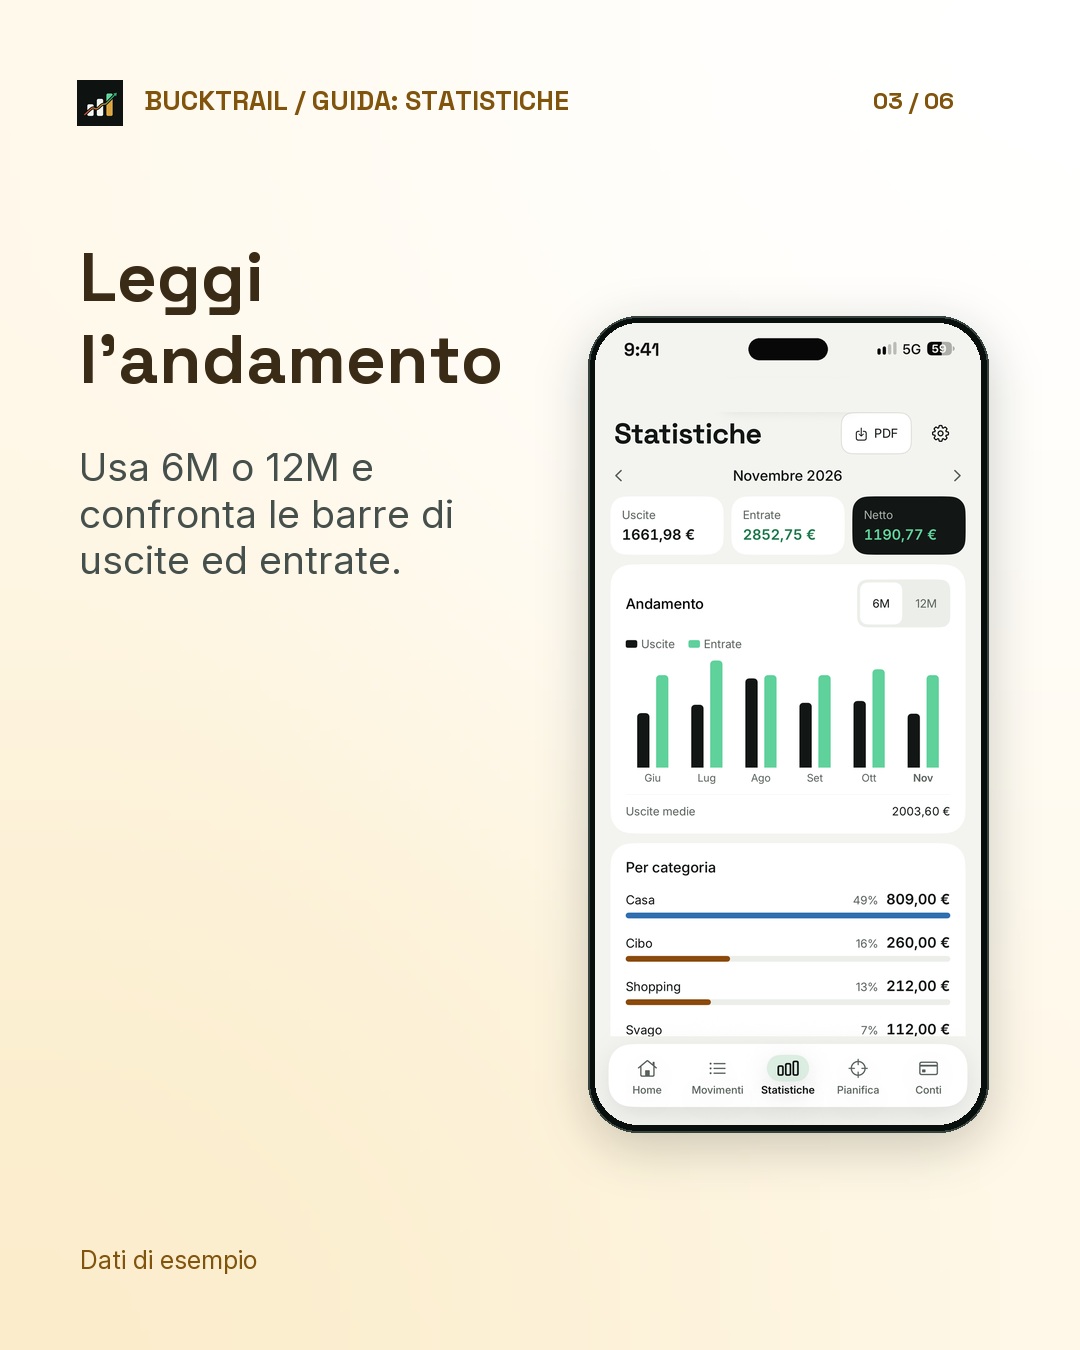 BUCKTRAIL / GUIDA: STATISTICHE
03 / 06
Leggi
l’andamento
Usa 6M o 12M e
confronta le barre di
uscite ed entrate.
9:41
5G 59
Statistiche
PDF
Novembre 2026
Uscite
1661,98 €
Entrate
2852,75 €
Netto
1190,77 €
Andamento
6M 12M
Uscite Entrate
Giu Lug Ago Set Ott Nov
Uscite medie 2003,60 €
Per categoria
Casa 49% 809,00 €
Cibo 16% 260,00 €
Shopping 13% 212,00 €
Svago 7% 112,00 €
Home Movimenti Statistiche Pianifica Conti
Dati di esempio